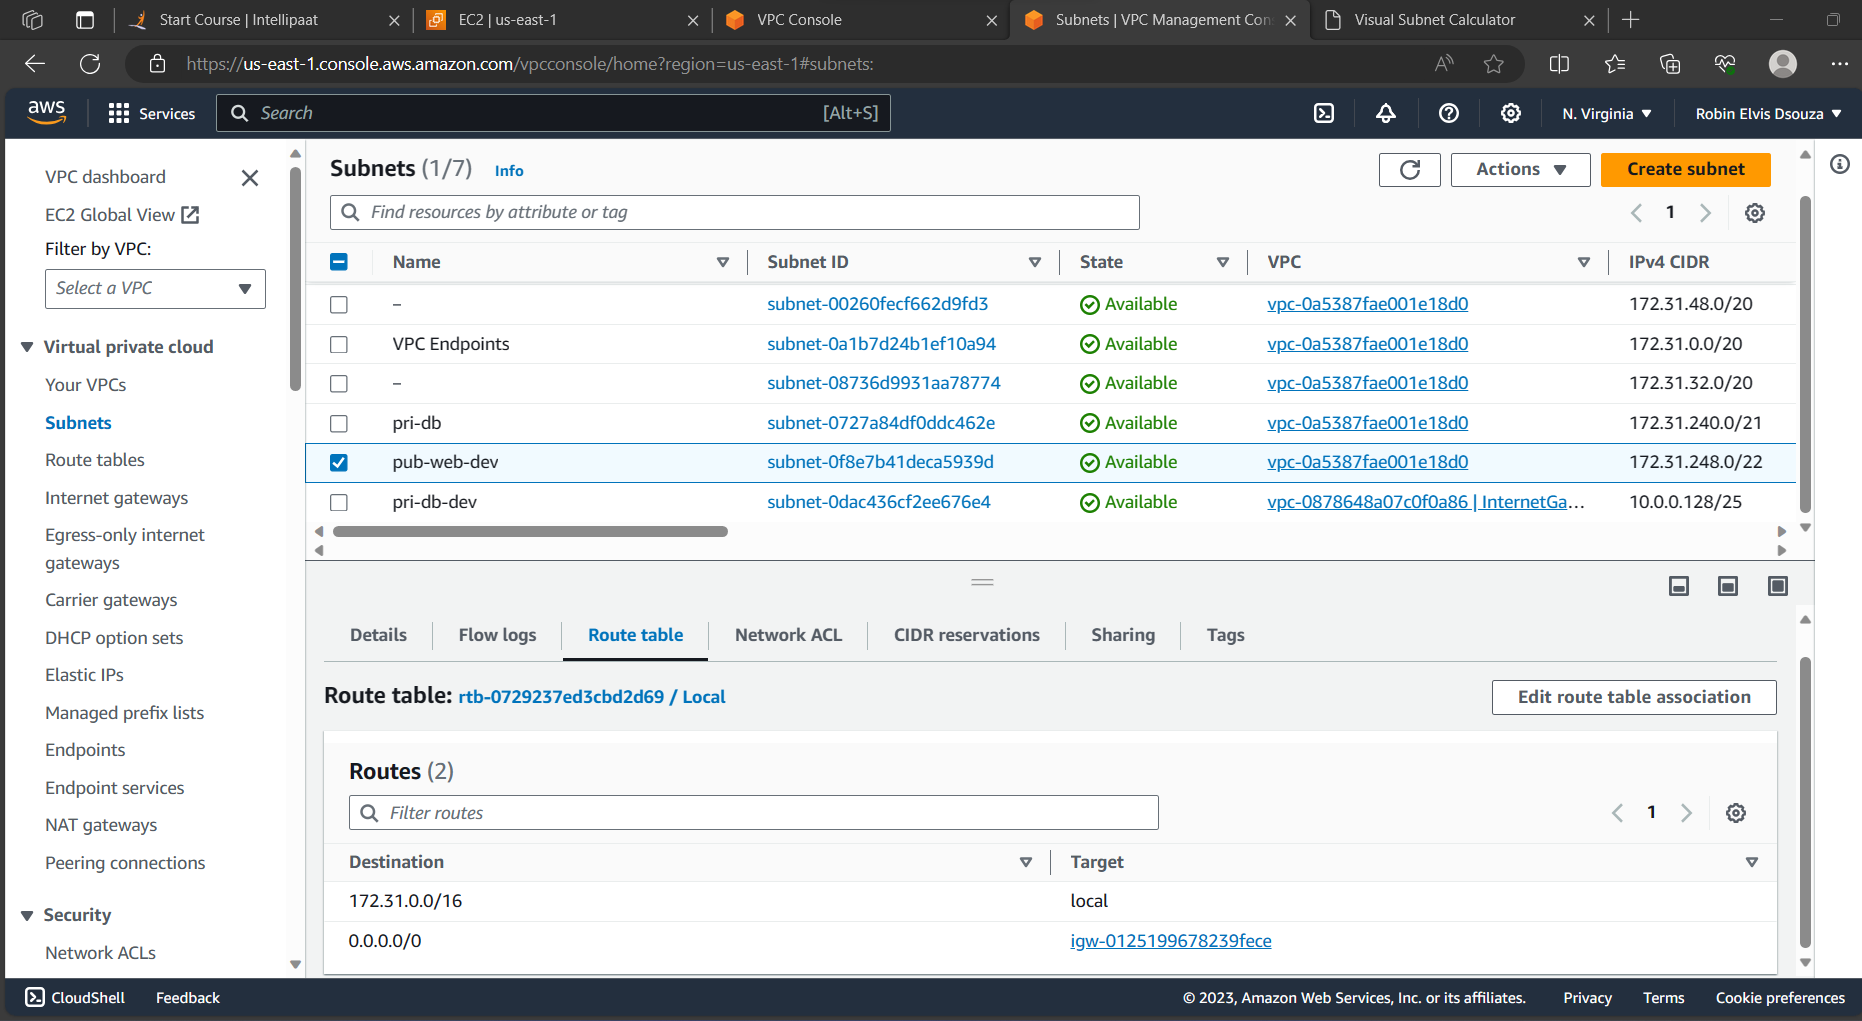 Start Course | Intellipaat
EC2 | us-east-1
VPC Console
Subnets | VPC Management Con
Visual Subnet Calculator
https://us-east-1.console.aws.amazon.com/vpcconsole/home?region=us-east-1#subnets:
aws
Services
Search
[Alt+S]
N. Virginia
Robin Elvis Dsouza
VPC dashboard
EC2 Global View
Filter by VPC:
Select a VPC
Virtual private cloud
Your VPCs
Subnets
Route tables
Internet gateways
Egress-only internet
gateways
Carrier gateways
DHCP option sets
Elastic IPs
Managed prefix lists
Endpoints
Endpoint services
NAT gateways
Peering connections
Security
Network ACLs
Subnets (1/7) Info
Actions
Create subnet
Find resources by attribute or tag
1
Name Subnet ID State VPC IPv4 CIDR
– subnet-00260fecf662d9fd3 Available vpc-0a5387fae001e18d0 172.31.48.0/20
VPC Endpoints subnet-0a1b7d24b1ef10a94 Available vpc-0a5387fae001e18d0 172.31.0.0/20
– subnet-08736d9931aa78774 Available vpc-0a5387fae001e18d0 172.31.32.0/20
pri-db subnet-0727a84df0ddc462e Available vpc-0a5387fae001e18d0 172.31.240.0/21
pub-web-dev subnet-0f8e7b41deca5939d Available vpc-0a5387fae001e18d0 172.31.248.0/22
pri-db-dev subnet-0dac436cf2ee676e4 Available vpc-0878648a07c0f0a86 | InternetGa... 10.0.0.128/25
Details Flow logs Route table Network ACL CIDR reservations Sharing Tags
Route table: rtb-0729237ed3cbd2d69 / Local
Edit route table association
Routes (2)
Filter routes
1
Destination Target
172.31.0.0/16 local
0.0.0.0/0 igw-0125199678239fece
CloudShell
Feedback
© 2023, Amazon Web Services, Inc. or its affiliates.
Privacy
Terms
Cookie preferences